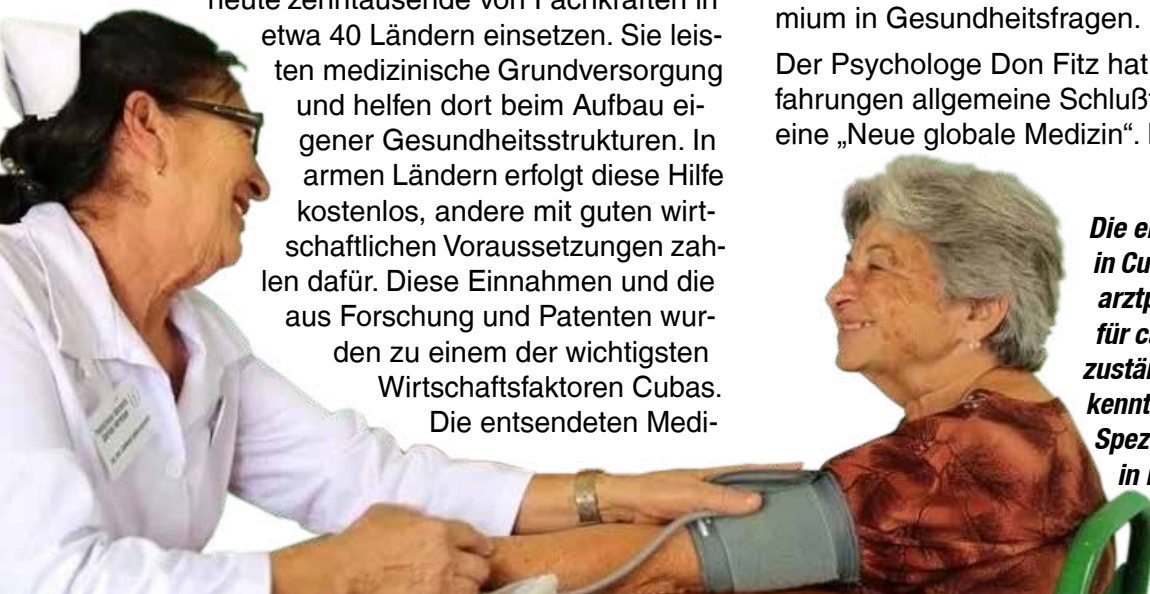 heute zehntausende von Fachkräften in
etwa 40 Ländern einsetzen. Sie leis-
ten medizinische Grundversorgung
und helfen dort beim Aufbau ei-
gener Gesundheitsstrukturen. In
armen Ländern erfolgt diese Hilfe
kostenlos, andere mit guten wirt-
schaftlichen Voraussetzungen zah-
len dafür. Diese Einnahmen und die
aus Forschung und Patenten wur-
den zu einem der wichtigsten
Wirtschaftsfaktoren Cubas.
Die entsendeten Medi-
mium in Gesundheitsfragen.
Der Psychologe Don Fitz hat
fahrungen allgemeine Schluß
eine „Neue globale Medizin“.
Die
in Cu
arztp
für
zustä
kennt
Spez
in